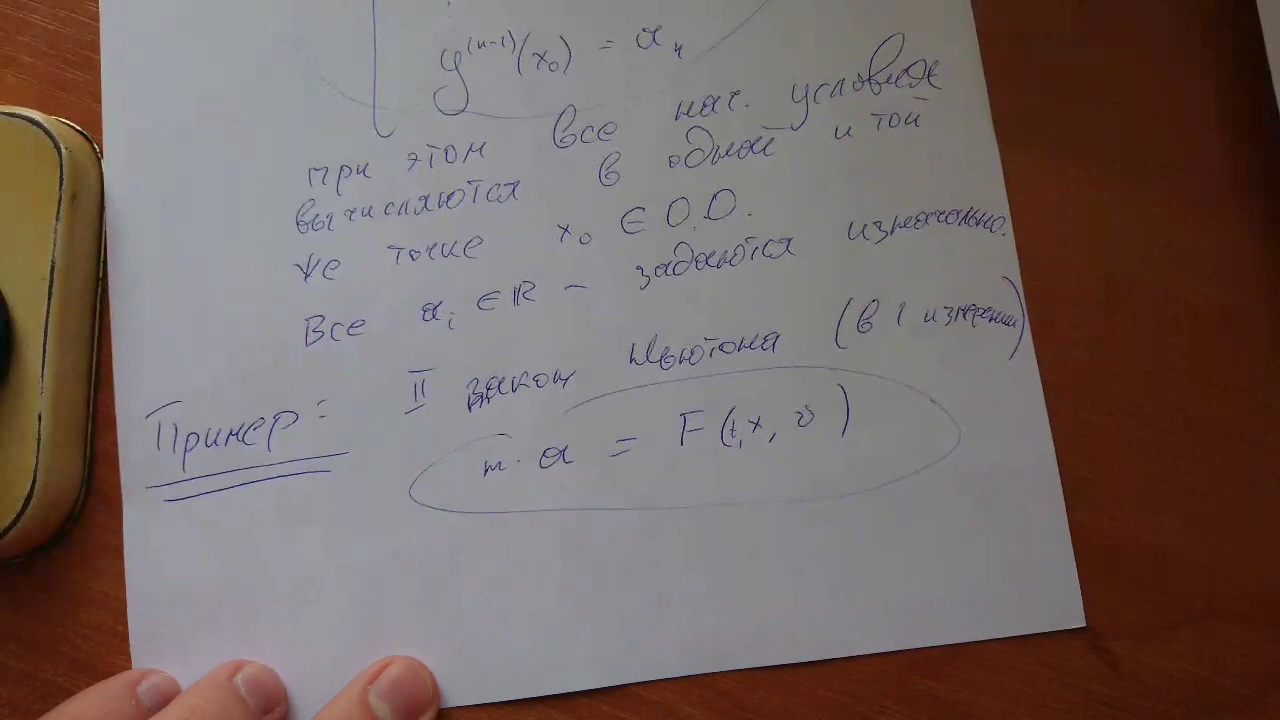 y⁽ⁿ⁻¹⁾(x₀) = αₙ
при этом все нач. условия
вычисляются в одной и той
же точке x₀ ∈ О.О.
Все αᵢ ∈ ℝ – задаются изначально.
Пример: II закон Ньютона (в 1 измерении)
m · a = F(t, x, v)